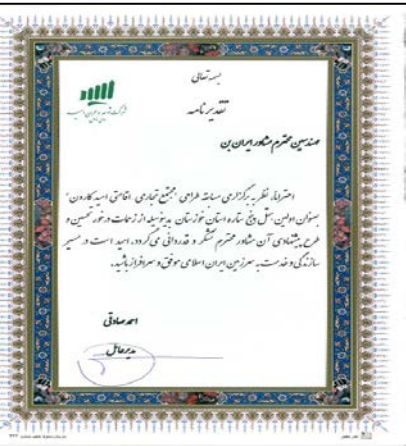 بسمه تعالی
تقدیرنامه
مهندسین محترم مشاور ایران بن
احتراماً، نظر به برگزاری مسابقه طراحی "مجتمع تجاری اقامتی امید کارون"
بعنوان اولین هتل پنج ستاره استان خوزستان بدینوسیله از زحمات درخور تحسین و
طرح پیشنهادی آن مشاور محترم تشکر و قدردانی می گردد. امید است در مسیر
سازندگی و خدمت به سرزمین ایران اسلامی موفق و سرافراز باشید.
احمد صادقی
مدیرعامل